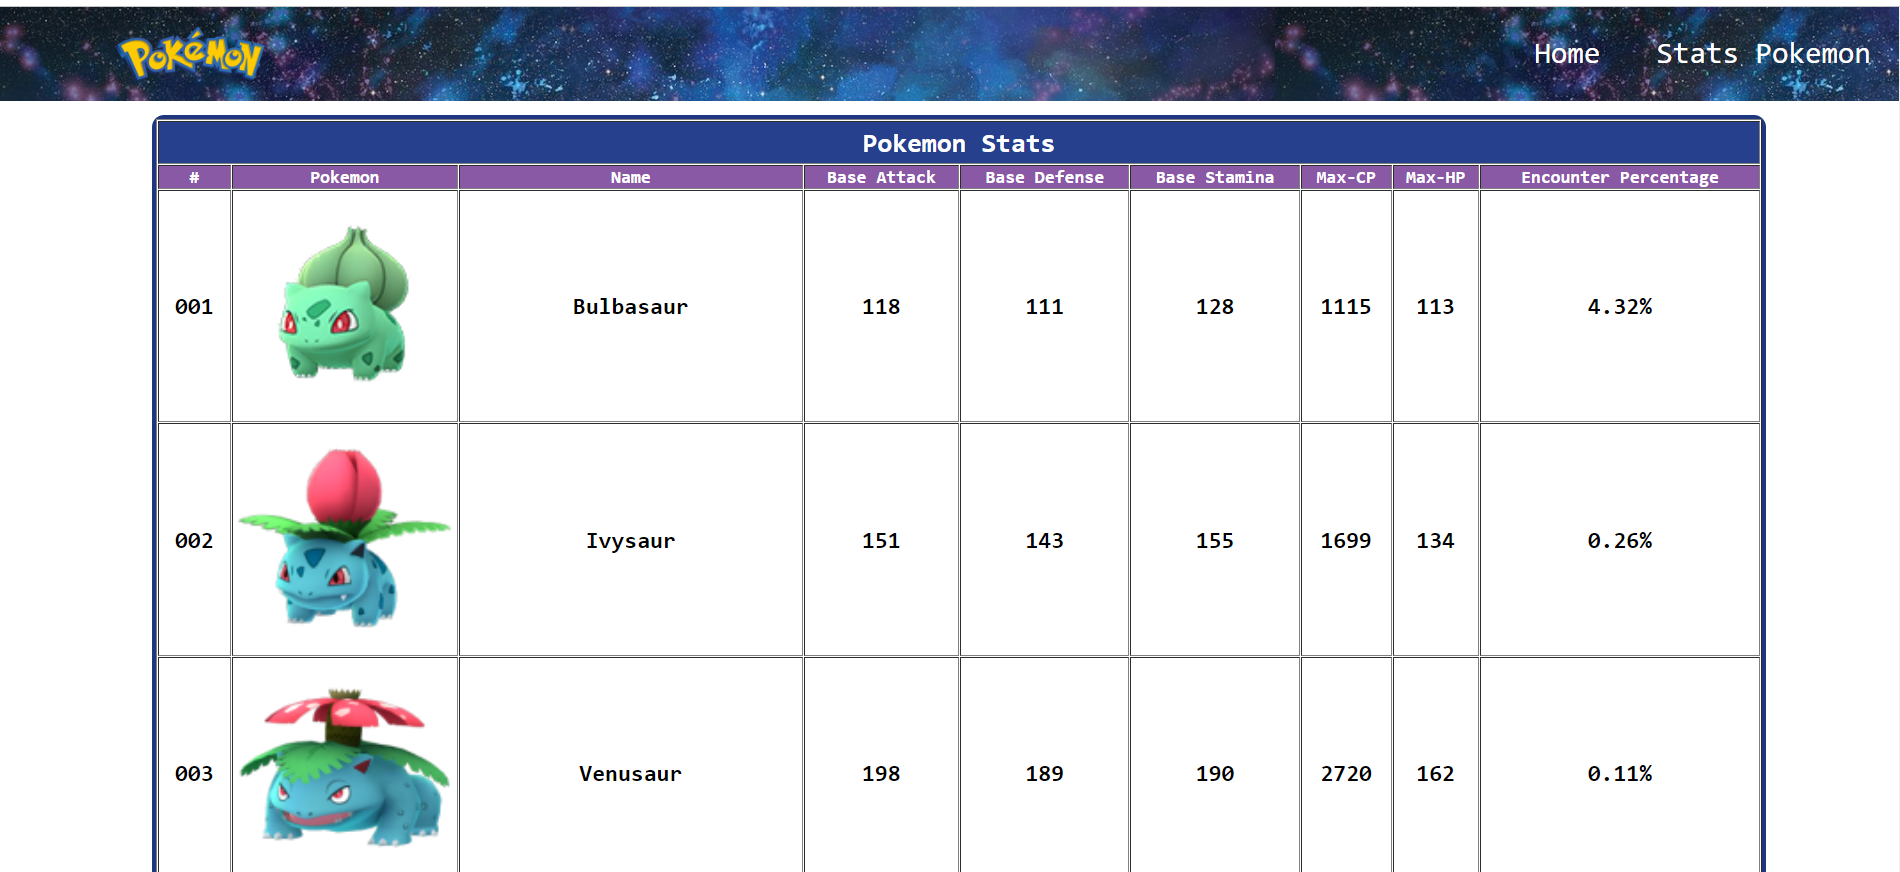 Pokémon
Home Stats Pokemon
Pokemon Stats
# Pokemon Name Base Attack Base Defense Base Stamina Max-CP Max-HP Encounter Percentage
001 Bulbasaur 118 111 128 1115 113 4.32%
002 Ivysaur 151 143 155 1699 134 0.26%
003 Venusaur 198 189 190 2720 162 0.11%